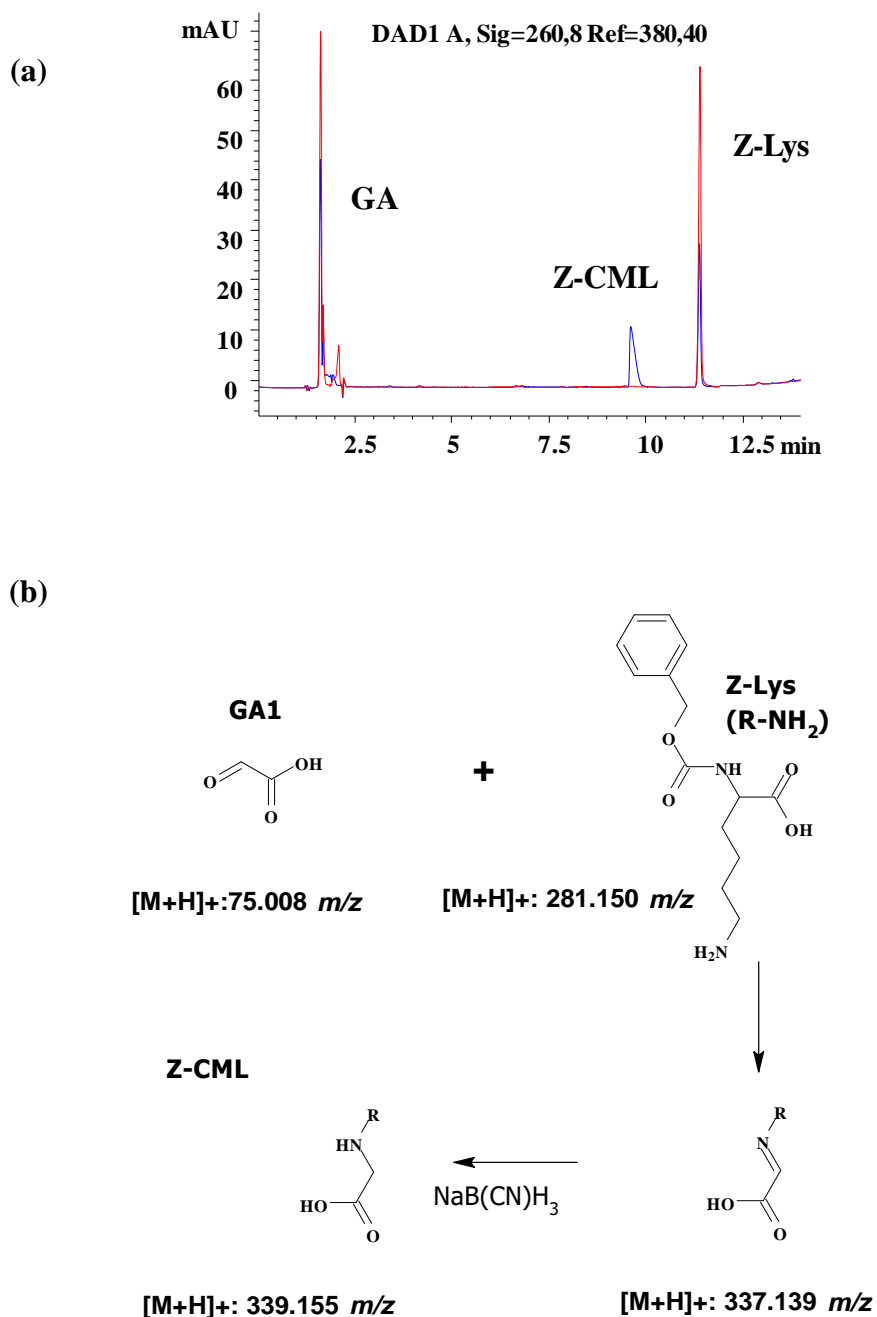 (a)
mAU
DAD1 A, Sig=260,8 Ref=380,40
60
50
40
30
20
10
0
GA
Z-CML
Z-Lys
2.5
5
7.5
10
12.5 min
(b)
GA1
O
OH
O
[M+H]+:75.008 m/z
+
Z-Lys
(R-NH2)
O
O
NH
O
OH
H2N
[M+H]+: 281.150 m/z
Z-CML
R
HN
HO
O
[M+H]+: 339.155 m/z
NaB(CN)H3
R
N
HO
O
[M+H]+: 337.139 m/z